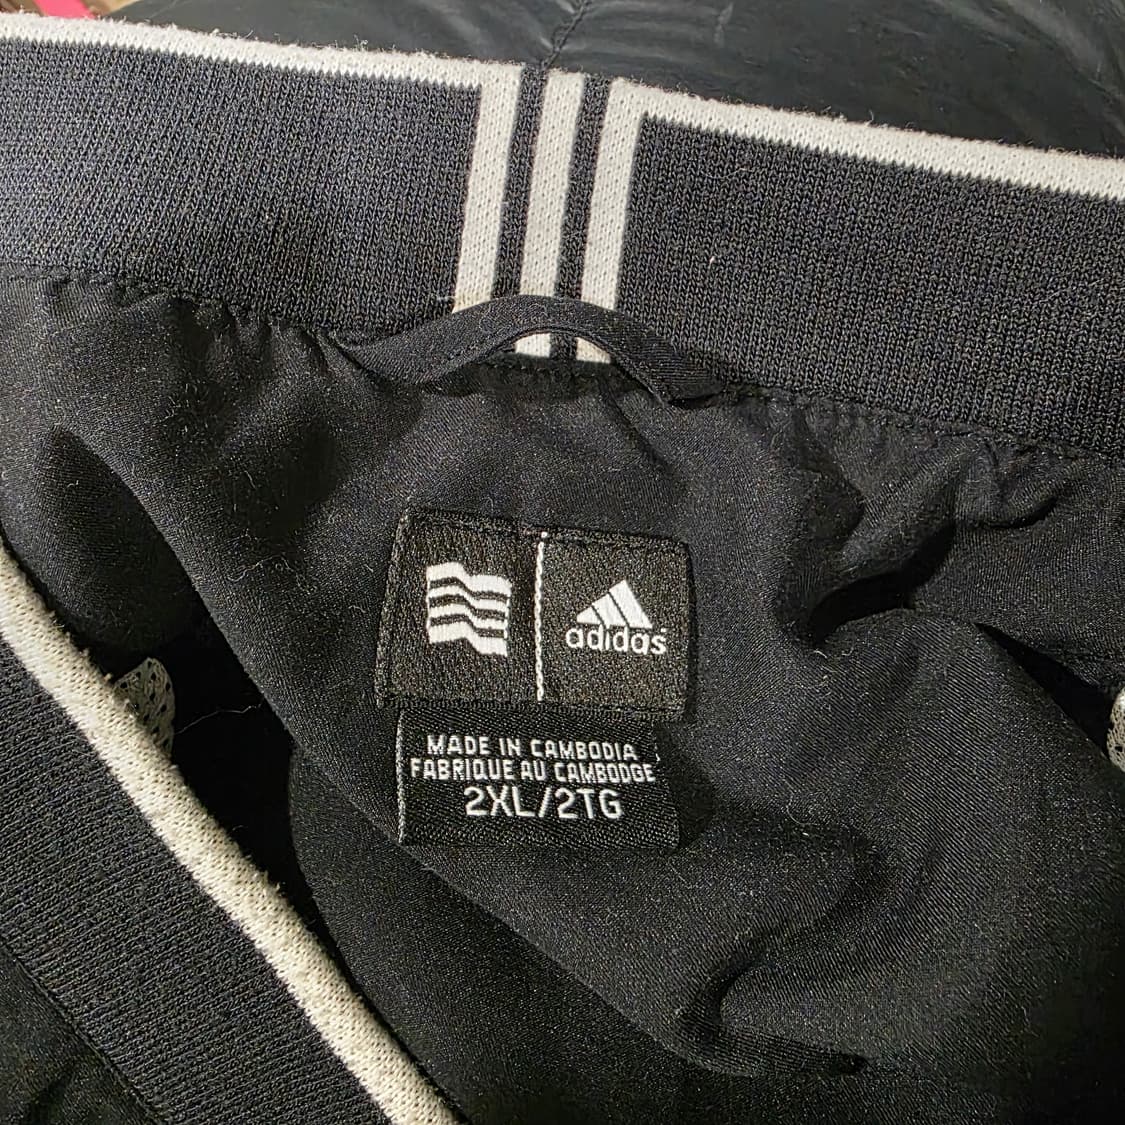 adidas
MADE IN CAMBODIA
FABRIQUE AU CAMBODGE
2XL/2TG